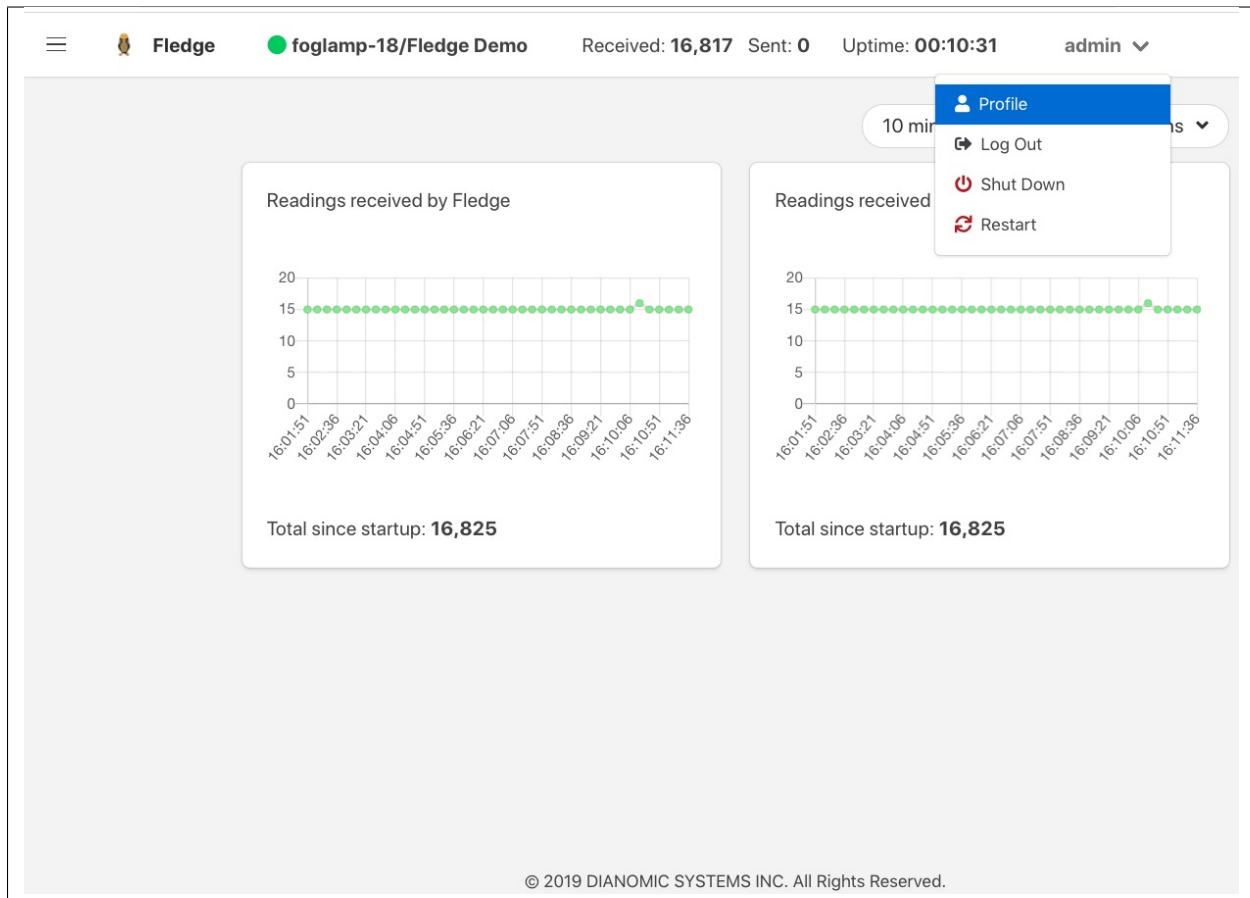 Fledge foglamp-18/Fledge Demo Received: 16,817 Sent: 0 Uptime: 00:10:31 admin
Profile
10 min
Log Out
Shut Down
Restart
Readings received by Fledge
20
15
10
5
0
16:01:51 16:02:36 16:03:21 16:04:06 16:04:51 16:05:36 16:06:21 16:07:06 16:07:51 16:08:36 16:09:21 16:10:06 16:10:51 16:11:36
Total since startup: 16,825
Readings received
20
15
10
5
0
16:01:51 16:02:36 16:03:21 16:04:06 16:04:51 16:05:36 16:06:21 16:07:06 16:07:51 16:08:36 16:09:21 16:10:06 16:10:51 16:11:36
Total since startup: 16,825
© 2019 DIANOMIC SYSTEMS INC. All Rights Reserved.